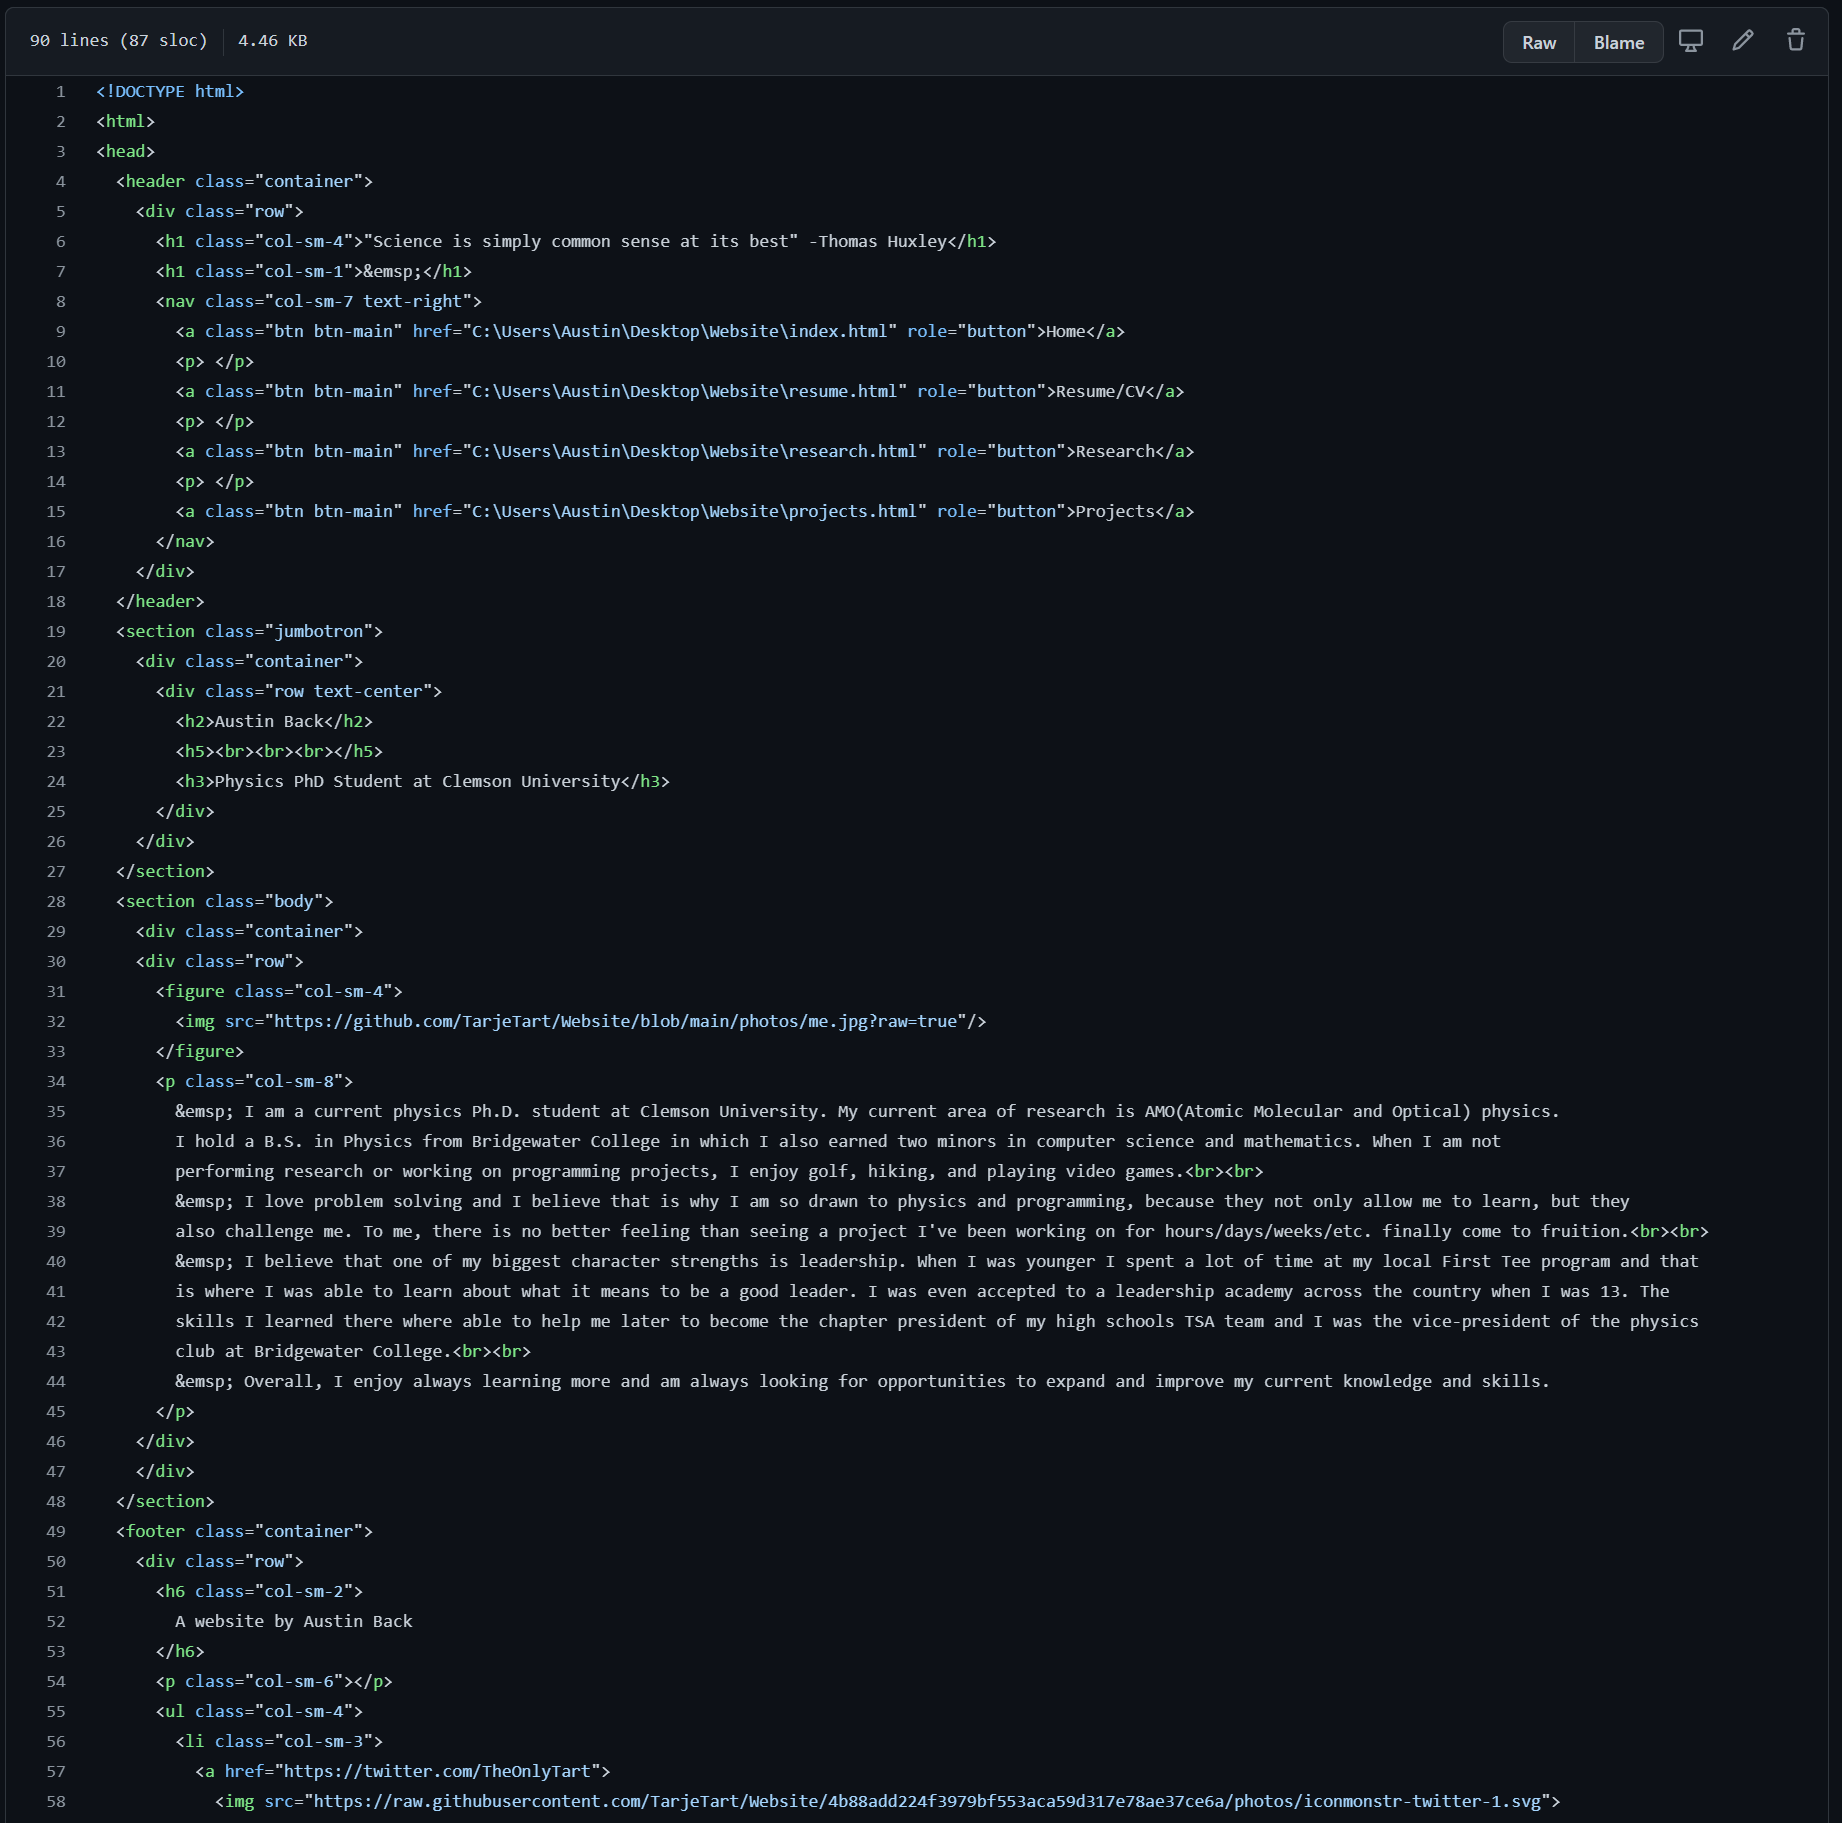 90 lines (87 sloc) 4.46 KB
Raw Blame
1 <!DOCTYPE html>
2 <html>
3 <head>
4 <header class="container">
5 <div class="row">
6 <h1 class="col-sm-4">"Science is simply common sense at its best" -Thomas Huxley</h1>
7 <h1 class="col-sm-1">&emsp;</h1>
8 <nav class="col-sm-7 text-right">
9 <a class="btn btn-main" href="C:\Users\Austin\Desktop\Website\index.html" role="button">Home</a>
10 <p> </p>
11 <a class="btn btn-main" href="C:\Users\Austin\Desktop\Website\resume.html" role="button">Resume/CV</a>
12 <p> </p>
13 <a class="btn btn-main" href="C:\Users\Austin\Desktop\Website\research.html" role="button">Research</a>
14 <p> </p>
15 <a class="btn btn-main" href="C:\Users\Austin\Desktop\Website\projects.html" role="button">Projects</a>
16 </nav>
17 </div>
18 </header>
19 <section class="jumbotron">
20 <div class="container">
21 <div class="row text-center">
22 <h2>Austin Back</h2>
23 <h5><br><br><br></h5>
24 <h3>Physics PhD Student at Clemson University</h3>
25 </div>
26 </div>
27 </section>
28 <section class="body">
29 <div class="container">
30 <div class="row">
31 <figure class="col-sm-4">
32 <img src="https://github.com/TarjeTart/Website/blob/main/photos/me.jpg?raw=true"/>
33 </figure>
34 <p class="col-sm-8">
35 &emsp; I am a current physics Ph.D. student at Clemson University. My current area of research is AMO(Atomic Molecular and Optical) physics.
36 I hold a B.S. in Physics from Bridgewater College in which I also earned two minors in computer science and mathematics. When I am not
37 performing research or working on programming projects, I enjoy golf, hiking, and playing video games.<br><br>
38 &emsp; I love problem solving and I believe that is why I am so drawn to physics and programming, because they not only allow me to learn, but they
39 also challenge me. To me, there is no better feeling than seeing a project I've been working on for hours/days/weeks/etc. finally come to fruition.<br><br>
40 &emsp; I believe that one of my biggest character strengths is leadership. When I was younger I spent a lot of time at my local First Tee program and that
41 is where I was able to learn about what it means to be a good leader. I was even accepted to a leadership academy across the country when I was 13. The
42 skills I learned there where able to help me later to become the chapter president of my high schools TSA team and I was the vice-president of the physics
43 club at Bridgewater College.<br><br>
44 &emsp; Overall, I enjoy always learning more and am always looking for opportunities to expand and improve my current knowledge and skills.
45 </p>
46 </div>
47 </div>
48 </section>
49 <footer class="container">
50 <div class="row">
51 <h6 class="col-sm-2">
52 A website by Austin Back
53 </h6>
54 <p class="col-sm-6"></p>
55 <ul class="col-sm-4">
56 <li class="col-sm-3">
57 <a href="https://twitter.com/TheOnlyTart">
58 <img src="https://raw.githubusercontent.com/TarjeTart/Website/4b88add224f3979bf553aca59d317e78ae37ce6a/photos/iconmonstr-twitter-1.svg">